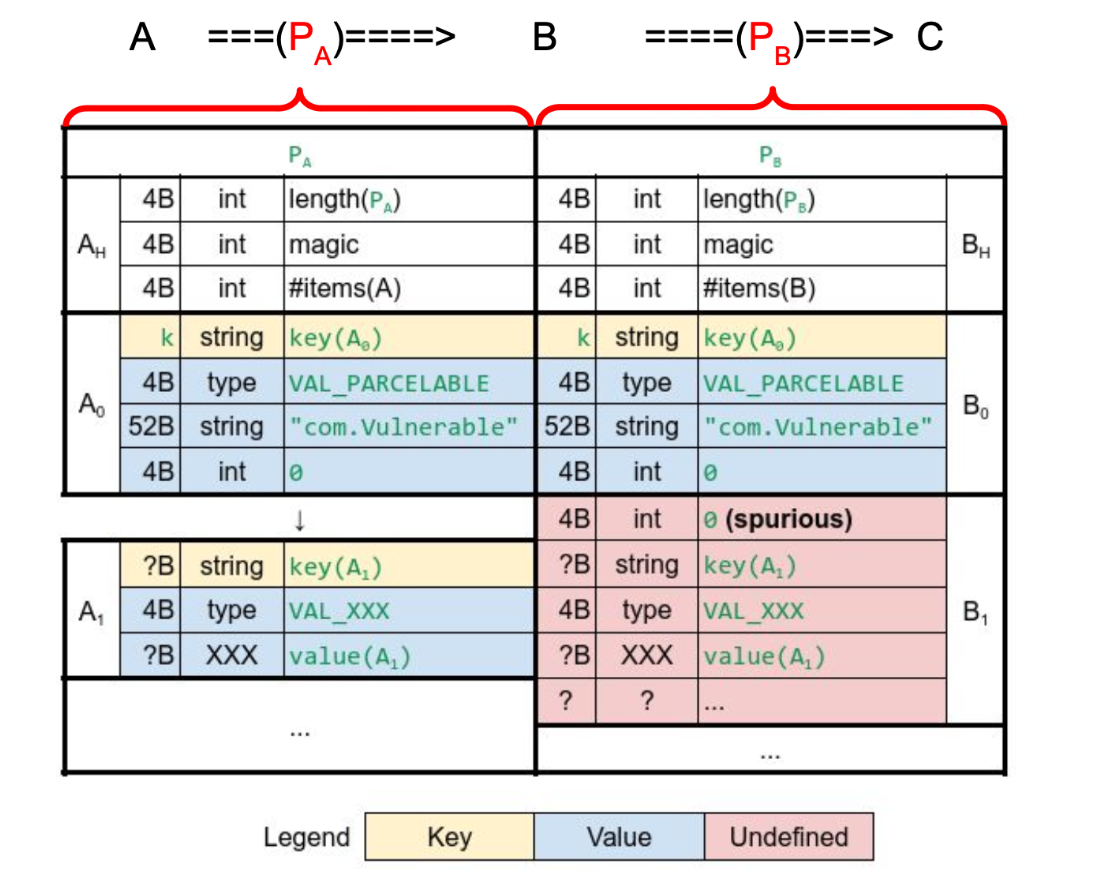 A ===(P_A)====> B ====(P_B)===> C
P_A P_B
A_H 4B int length(P_A) 4B int length(P_B) B_H
4B int magic 4B int magic
4B int #items(A) 4B int #items(B)
A_0 k string key(A_0) k string key(A_0) B_0
4B type VAL_PARCELABLE 4B type VAL_PARCELABLE
52B string "com.Vulnerable" 52B string "com.Vulnerable"
4B int 0 4B int 0
↓ 4B int 0 (spurious) B_1
A_1 ?B string key(A_1) ?B string key(A_1)
4B type VAL_XXX 4B type VAL_XXX
?B XXX value(A_1) ?B XXX value(A_1)
... ? ? ...
...
Legend Key Value Undefined